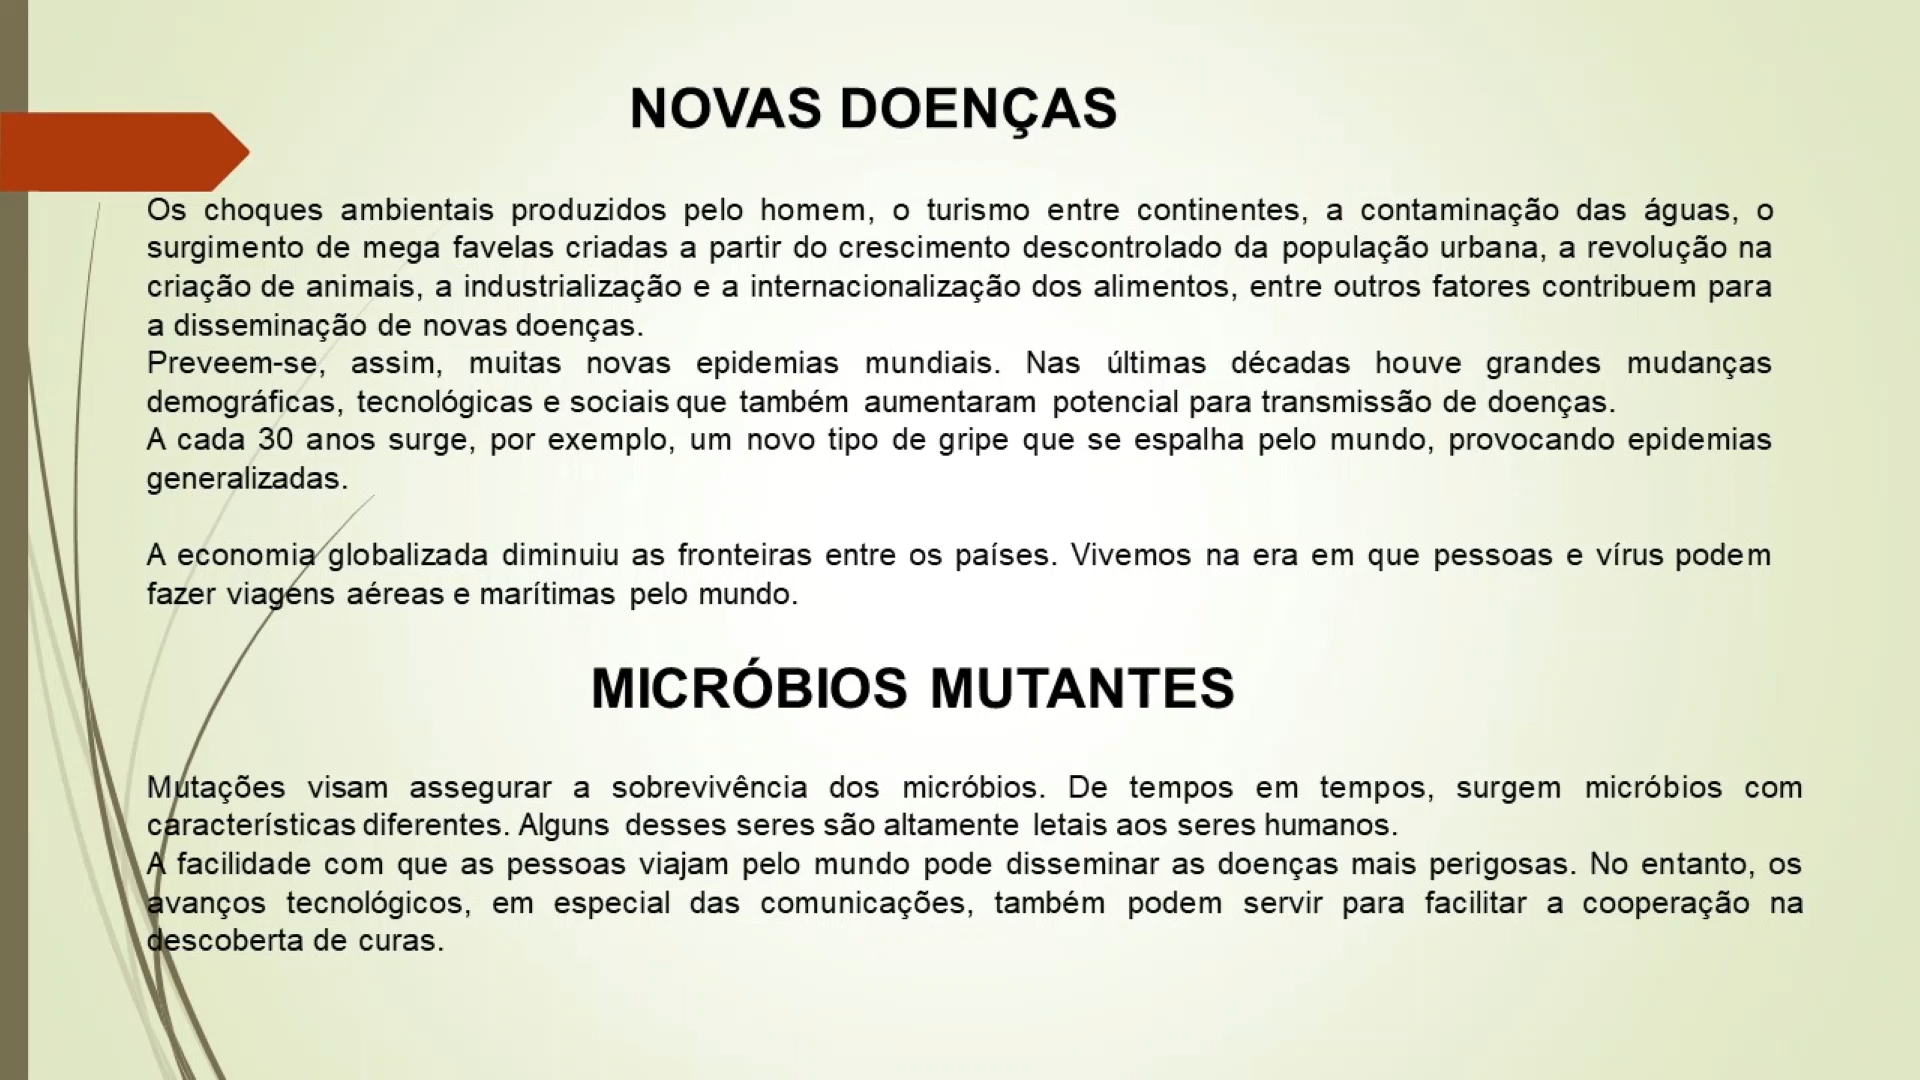 NOVAS DOENÇAS
Os choques ambientais produzidos pelo homem, o turismo entre continentes, a contaminação das águas, o
surgimento de mega favelas criadas a partir do crescimento descontrolado da população urbana, a revolução na
criação de animais, a industrialização e a internacionalização dos alimentos, entre outros fatores contribuem para
a disseminação de novas doenças.
Preveem-se, assim, muitas novas epidemias mundiais. Nas últimas décadas houve grandes mudanças
demográficas, tecnológicas e sociais que também aumentaram potencial para transmissão de doenças.
A cada 30 anos surge, por exemplo, um novo tipo de gripe que se espalha pelo mundo, provocando epidemias
generalizadas.
A economia globalizada diminuiu as fronteiras entre os países. Vivemos na era em que pessoas e vírus podem
fazer viagens aéreas e marítimas pelo mundo.
MICRÓBIOS MUTANTES
Mutações visam assegurar a sobrevivência dos micróbios. De tempos em tempos, surgem micróbios com
características diferentes. Alguns desses seres são altamente letais aos seres humanos.
A facilidade com que as pessoas viajam pelo mundo pode disseminar as doenças mais perigosas. No entanto, os
avanços tecnológicos, em especial das comunicações, também podem servir para facilitar a cooperação na
descoberta de curas.